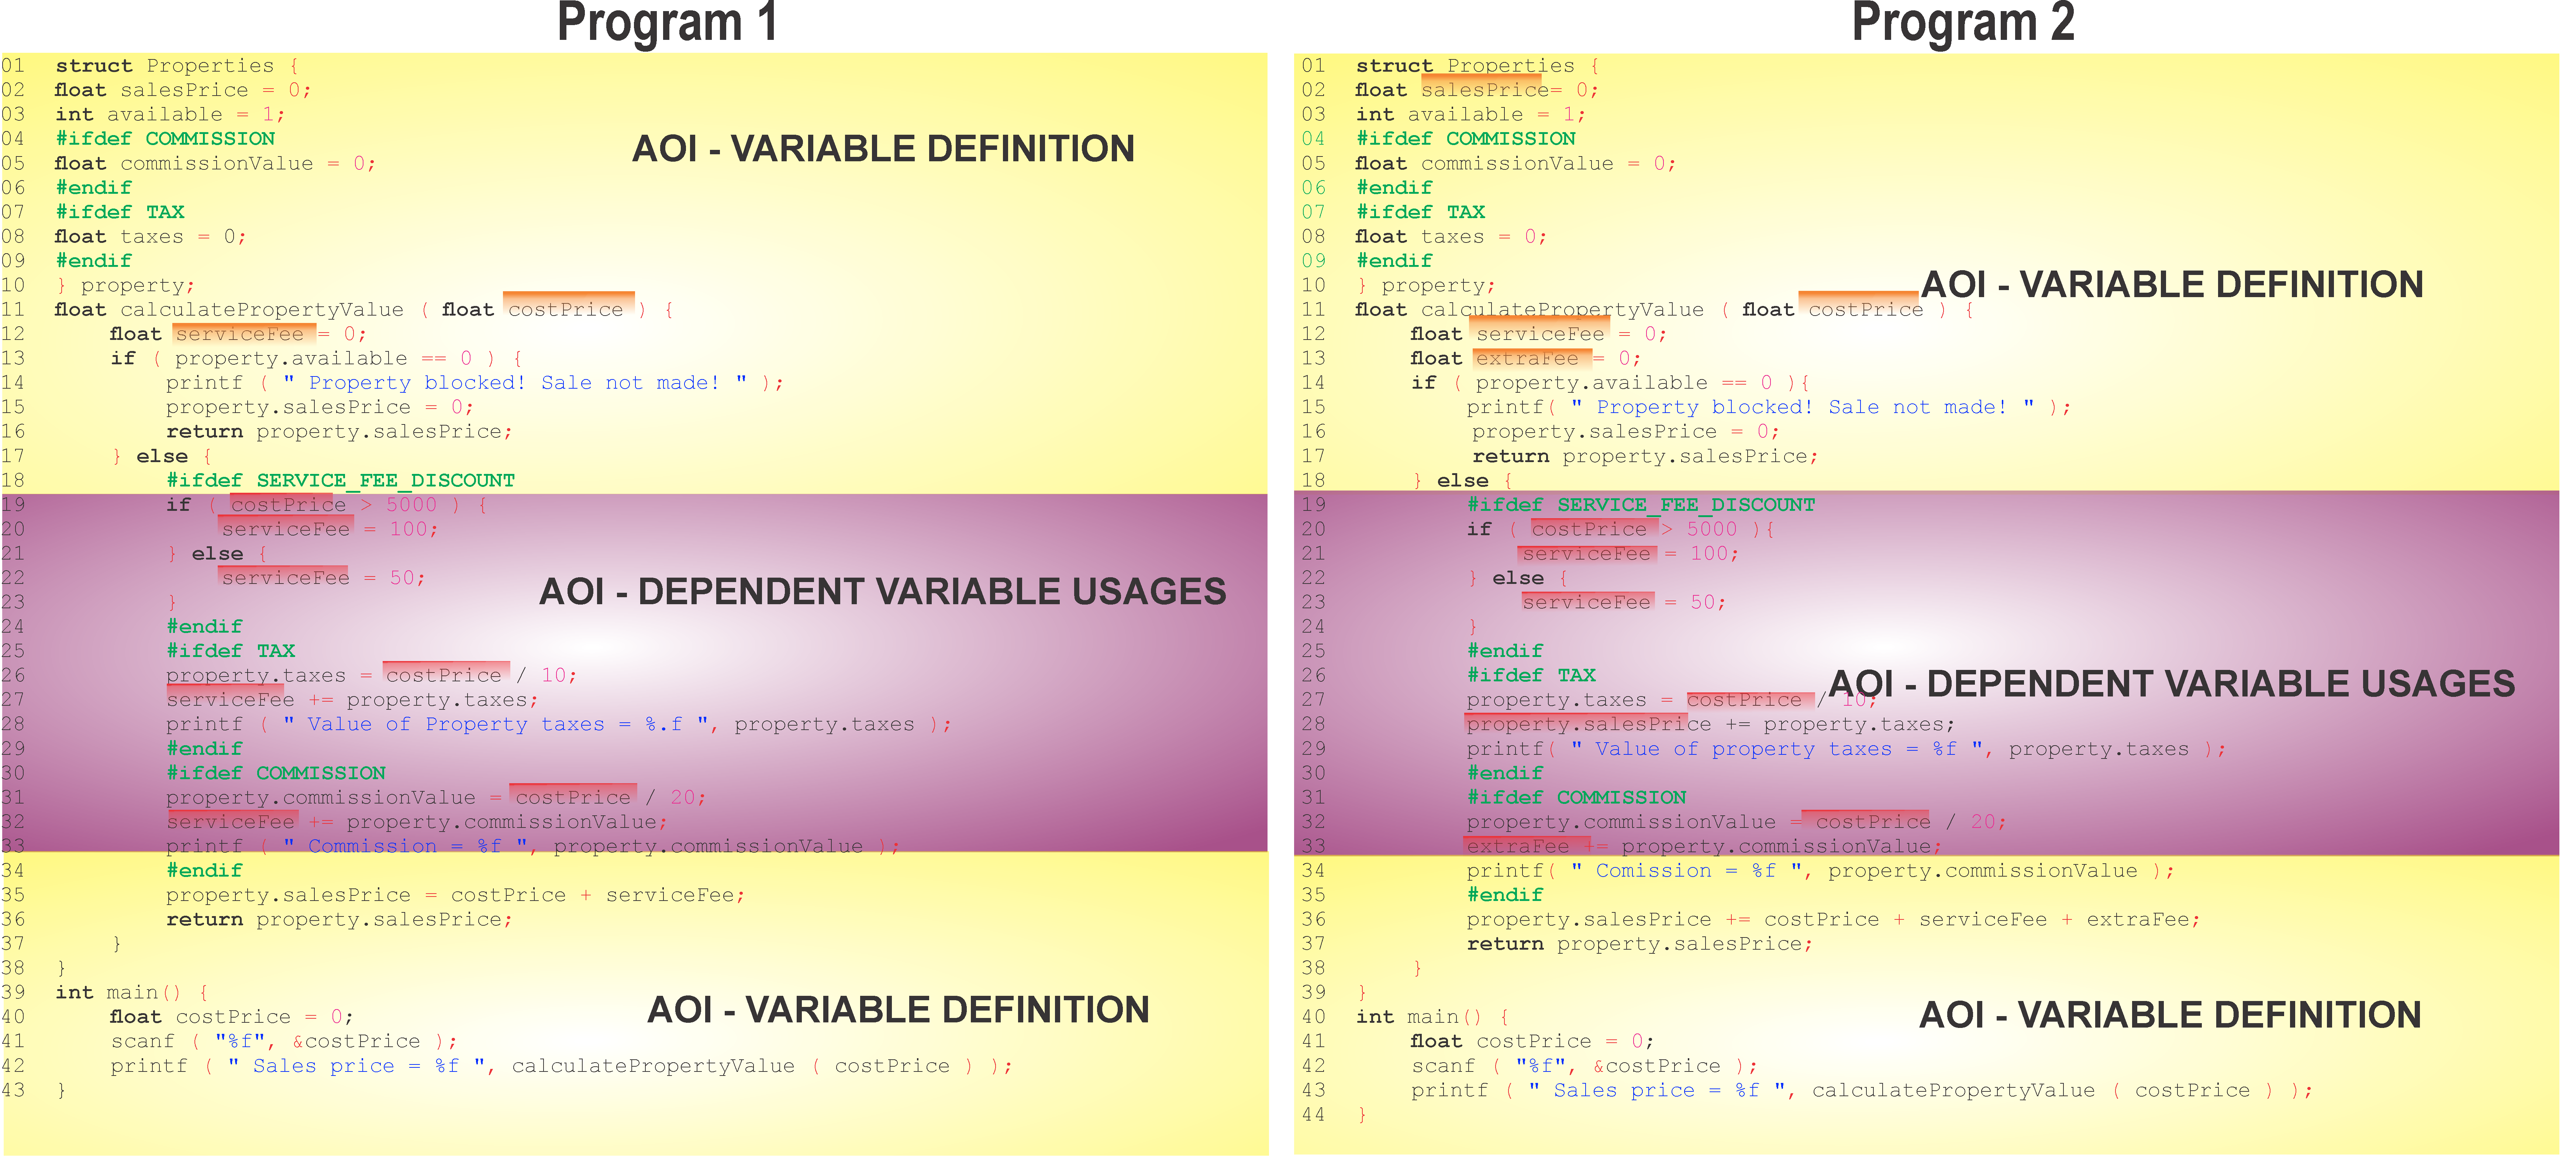 Program 1
01 struct Properties {
02 float salesPrice = 0;
03 int available = 1;
04 #ifdef COMMISSION
AOI - VARIABLE DEFINITION
05 float commissionValue = 0;
06 #endif
07 #ifdef TAX
08 float taxes = 0;
09 #endif
10 } property;
11 float calculatePropertyValue ( float costPrice ) {
12 float serviceFee = 0;
13 if ( property.available == 0 ) {
14 printf ( " Property blocked! Sale not made! " );
15 property.salesPrice = 0;
16 return property.salesPrice;
17 } else {
18 #ifdef SERVICE_FEE_DISCOUNT
19 if ( costPrice > 5000 ) {
20 serviceFee = 100;
21 } else {
22 serviceFee = 50;
AOI - DEPENDENT VARIABLE USAGES
23 }
24 #endif
25 #ifdef TAX
26 property.taxes = costPrice / 10;
27 serviceFee += property.taxes;
28 printf ( " Value of Property taxes = %.f ", property.taxes );
29 #endif
30 #ifdef COMMISSION
31 property.commissionValue = costPrice / 20;
32 serviceFee += property.commissionValue;
33 printf ( " Commission = %f ", property.commissionValue );
34 #endif
35 property.salesPrice = costPrice + serviceFee;
36 return property.salesPrice;
37 }
38 }
39 int main() {
AOI - VARIABLE DEFINITION
40 float costPrice = 0;
41 scanf ( "%f", &costPrice );
42 printf ( " Sales price = %f ", calculatePropertyValue ( costPrice ) );
43 }
Program 2
01 struct Properties {
02 float salesPrice= 0;
03 int available = 1;
04 #ifdef COMMISSION
05 float commissionValue = 0;
06 #endif
07 #ifdef TAX
08 float taxes = 0;
09 #endif
10 } property;
AOI - VARIABLE DEFINITION
11 float calculatePropertyValue ( float costPrice ) {
12 float serviceFee = 0;
13 float extraFee = 0;
14 if ( property.available == 0 ){
15 printf( " Property blocked! Sale not made! " );
16 property.salesPrice = 0;
17 return property.salesPrice;
18 } else {
19 #ifdef SERVICE_FEE_DISCOUNT
20 if ( costPrice > 5000 ){
21 serviceFee = 100;
22 } else {
23 serviceFee = 50;
24 }
25 #endif
26 #ifdef TAX
AOI - DEPENDENT VARIABLE USAGES
27 property.taxes = costPrice / 10;
28 property.salesPrice += property.taxes;
29 printf( " Value of property taxes = %f ", property.taxes );
30 #endif
31 #ifdef COMMISSION
32 property.commissionValue = costPrice / 20;
33 extraFee += property.commissionValue;
34 printf( " Comission = %f ", property.commissionValue );
35 #endif
36 property.salesPrice += costPrice + serviceFee + extraFee;
37 return property.salesPrice;
38 }
39 }
40 int main() {
AOI - VARIABLE DEFINITION
41 float costPrice = 0;
42 scanf ( "%f", &costPrice );
43 printf ( " Sales price = %f ", calculatePropertyValue ( costPrice ) );
44 }